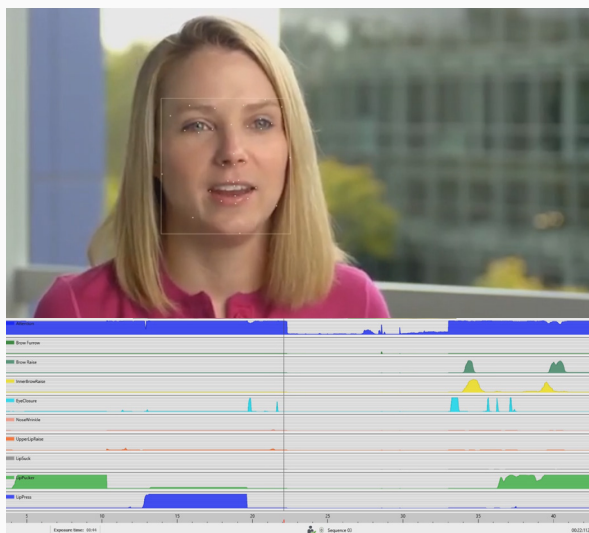 Attention
Brow Furrow
Brow Raise
InnerBrowRaise
EyeClosure
NoseWrinkle
UpperLipRaise
LipSuck
LipPucker
LipPress
5 10 15 20 25 30 35 40
Sequence 02